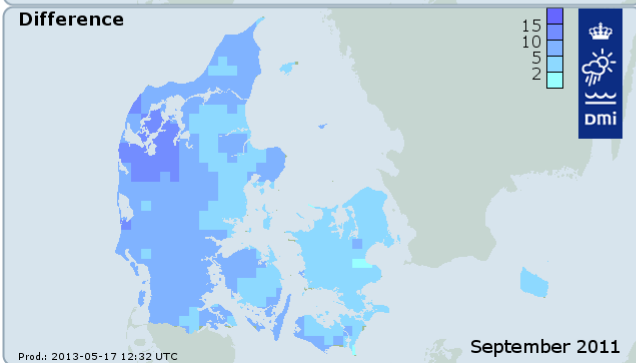 Difference
15
10
5
2
DMI
Prod.: 2013-05-17 12:32 UTC
September 2011